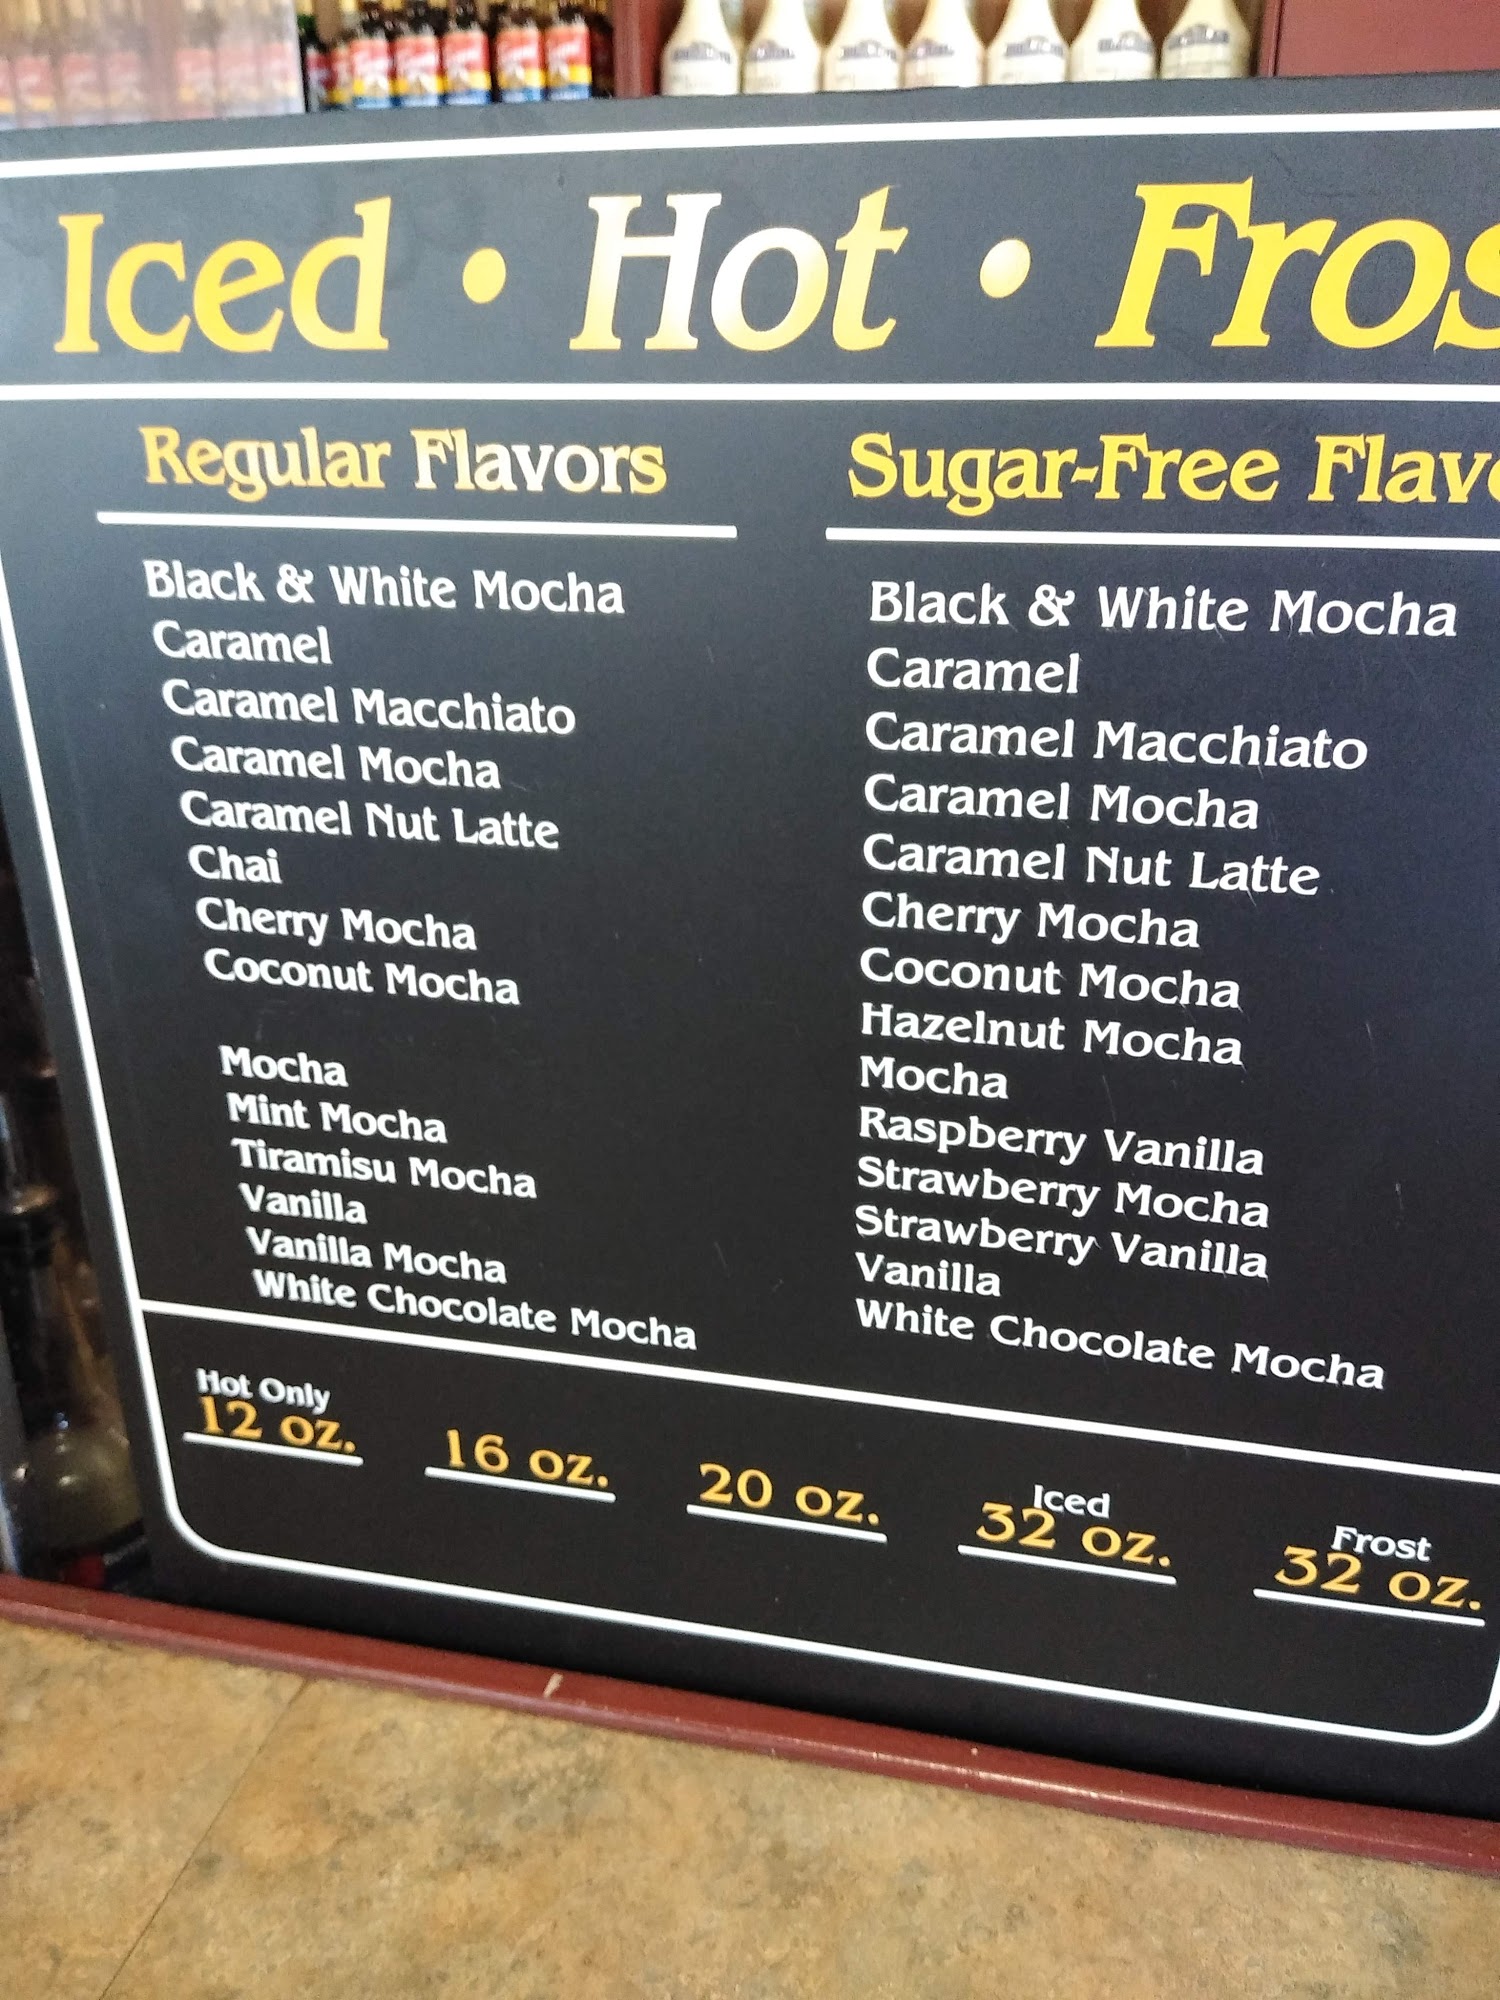 Iced • Hot • Fros
Regular Flavors
Black & White Mocha
Caramel
Caramel Macchiato
Caramel Mocha
Caramel Nut Latte
Chai
Cherry Mocha
Coconut Mocha
Mocha
Mint Mocha
Tiramisu Mocha
Vanilla
Vanilla Mocha
White Chocolate Mocha
Sugar-Free Flavo
Black & White Mocha
Caramel
Caramel Macchiato
Caramel Mocha
Caramel Nut Latte
Cherry Mocha
Coconut Mocha
Hazelnut Mocha
Mocha
Raspberry Vanilla
Strawberry Mocha
Strawberry Vanilla
Vanilla
White Chocolate Mocha
Hot Only
12 oz.
16 oz.
20 oz.
Iced
32 oz.
Frost
32 oz.